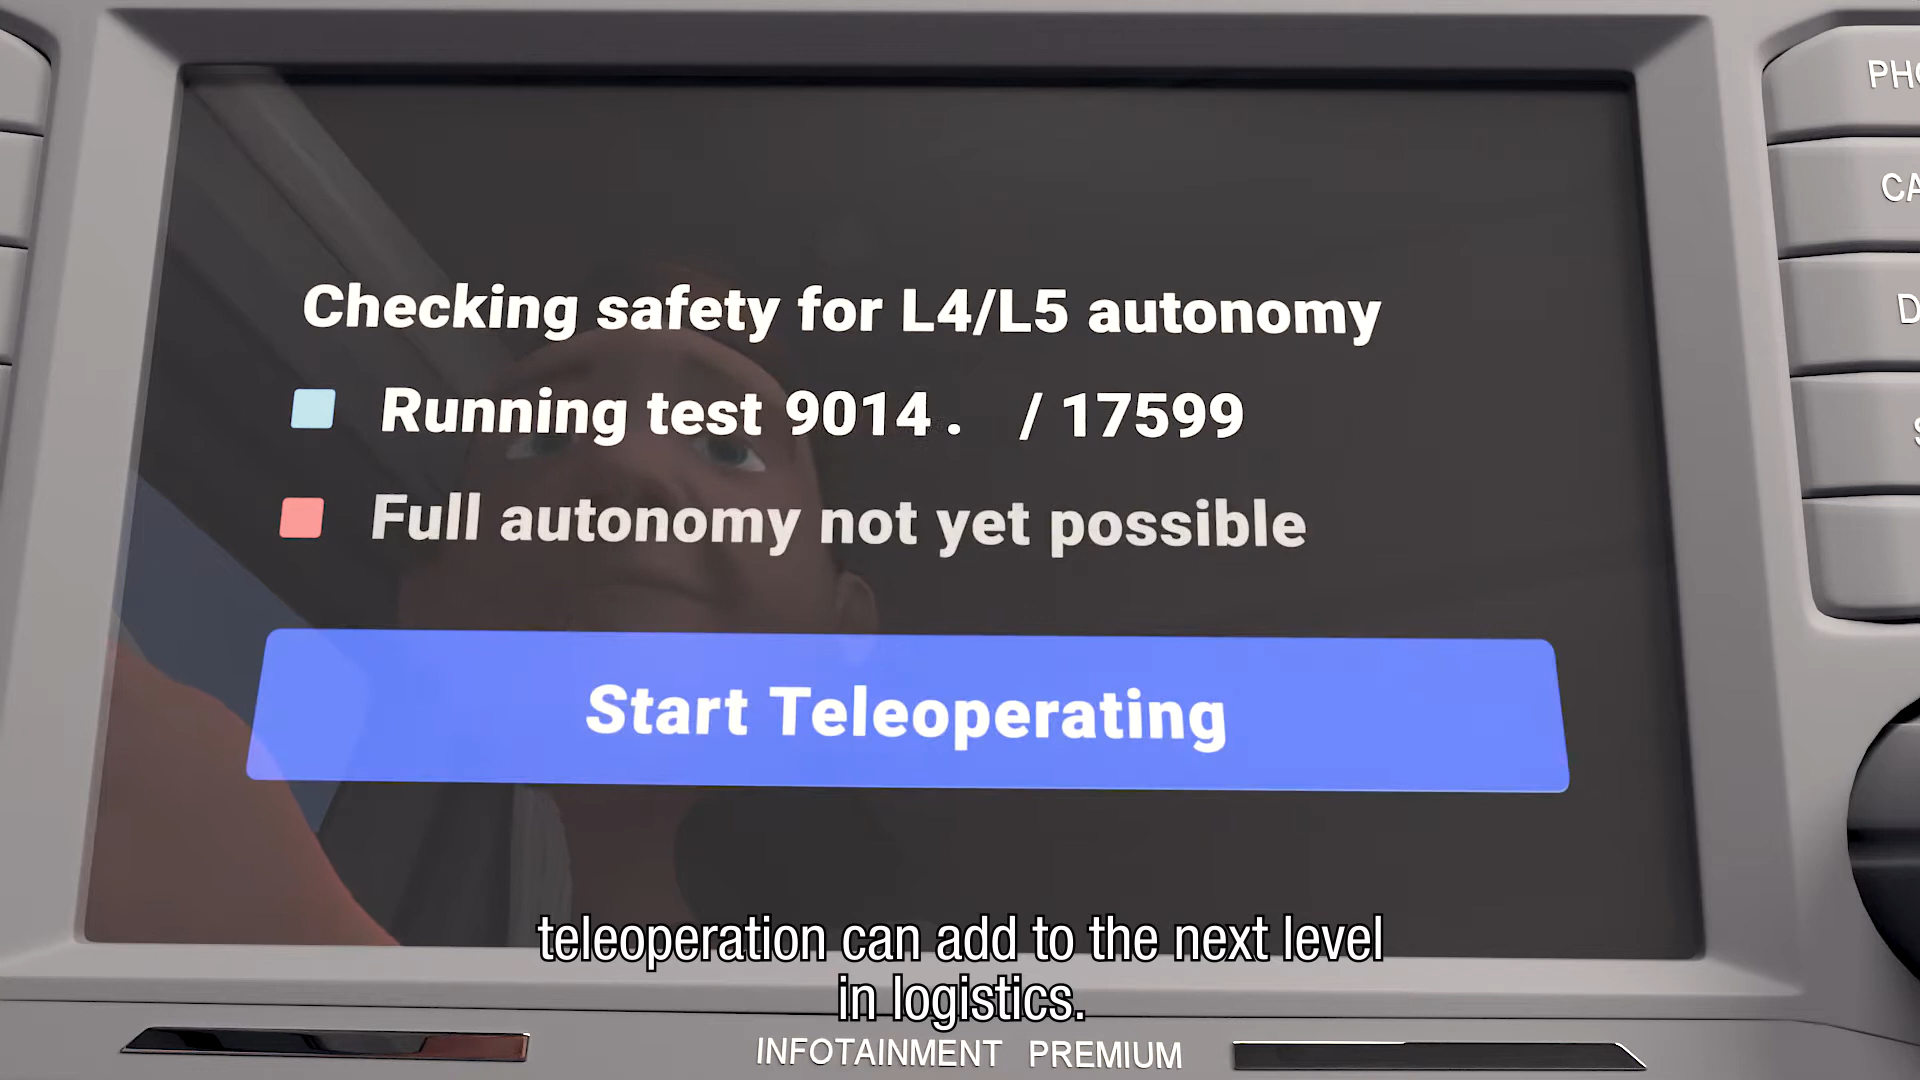 Checking safety for L4/L5 autonomy
Running test 9014 . / 17599
Full autonomy not yet possible
Start Teleoperating
teleoperation can add to the next level
in logistics.
INFOTAINMENT PREMIUM